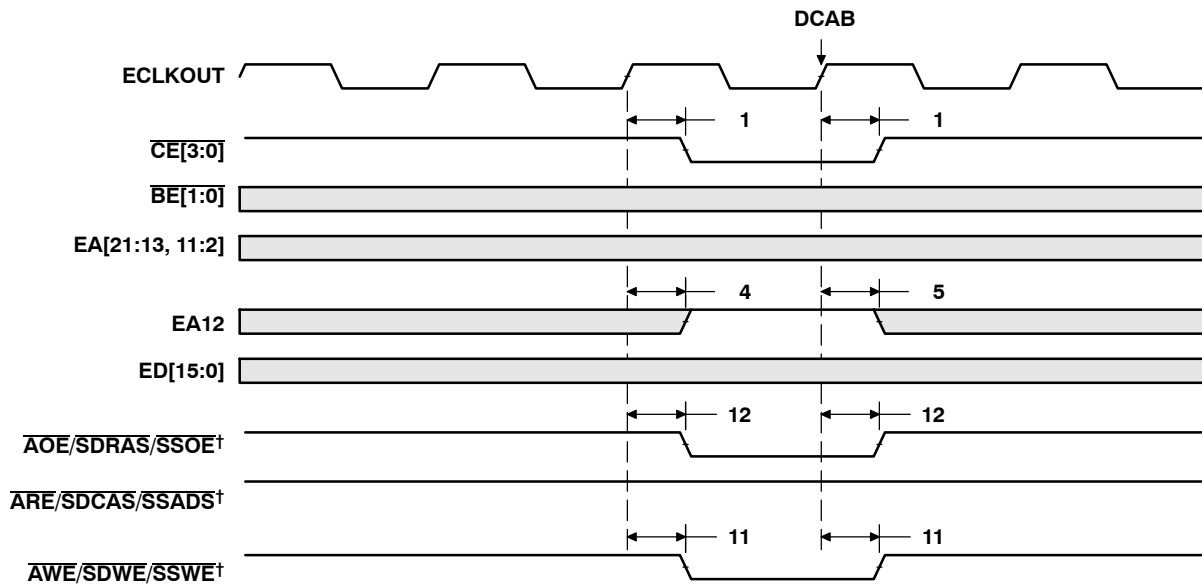 DCAB
ECLKOUT
1 1
CE[3:0]
BE[1:0]
EA[21:13, 11:2]
4 5
EA12
ED[15:0]
12 12
AOE/SDRAS/SSOE†
ARE/SDCAS/SSADS†
11 11
AWE/SDWE/SSWE†